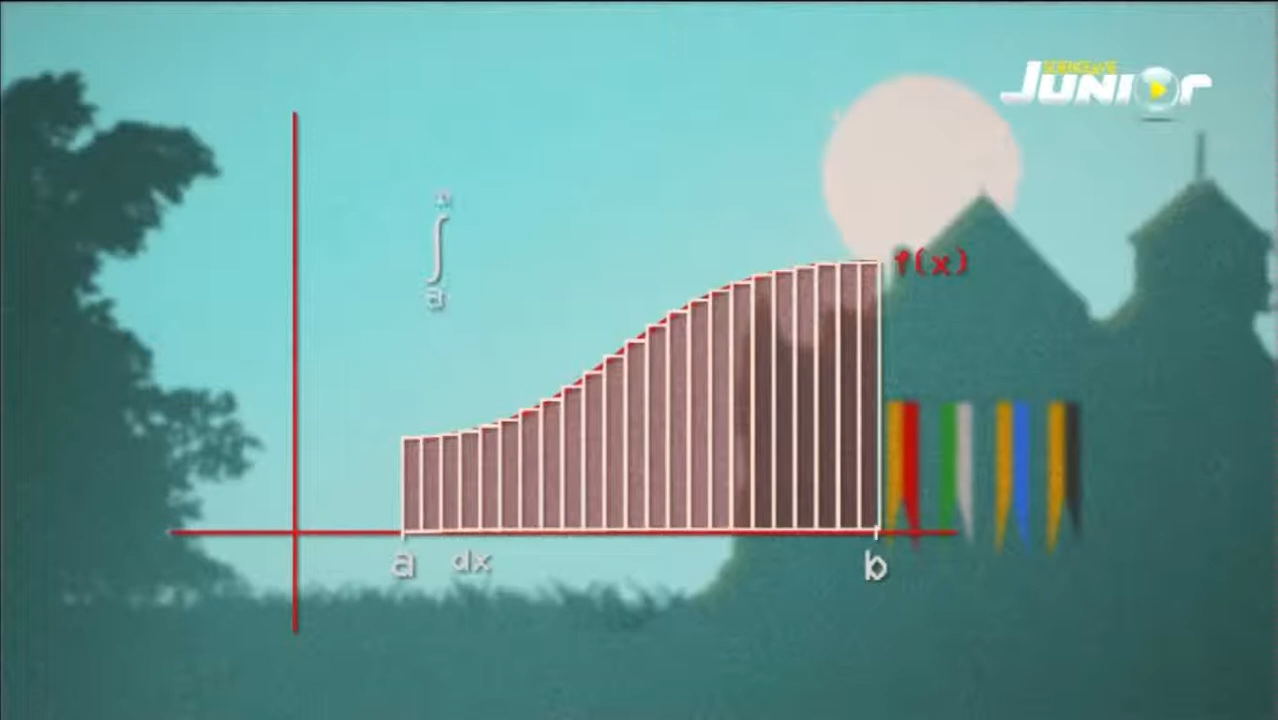 JUNIOR
∫
a
f(x)
a dx b